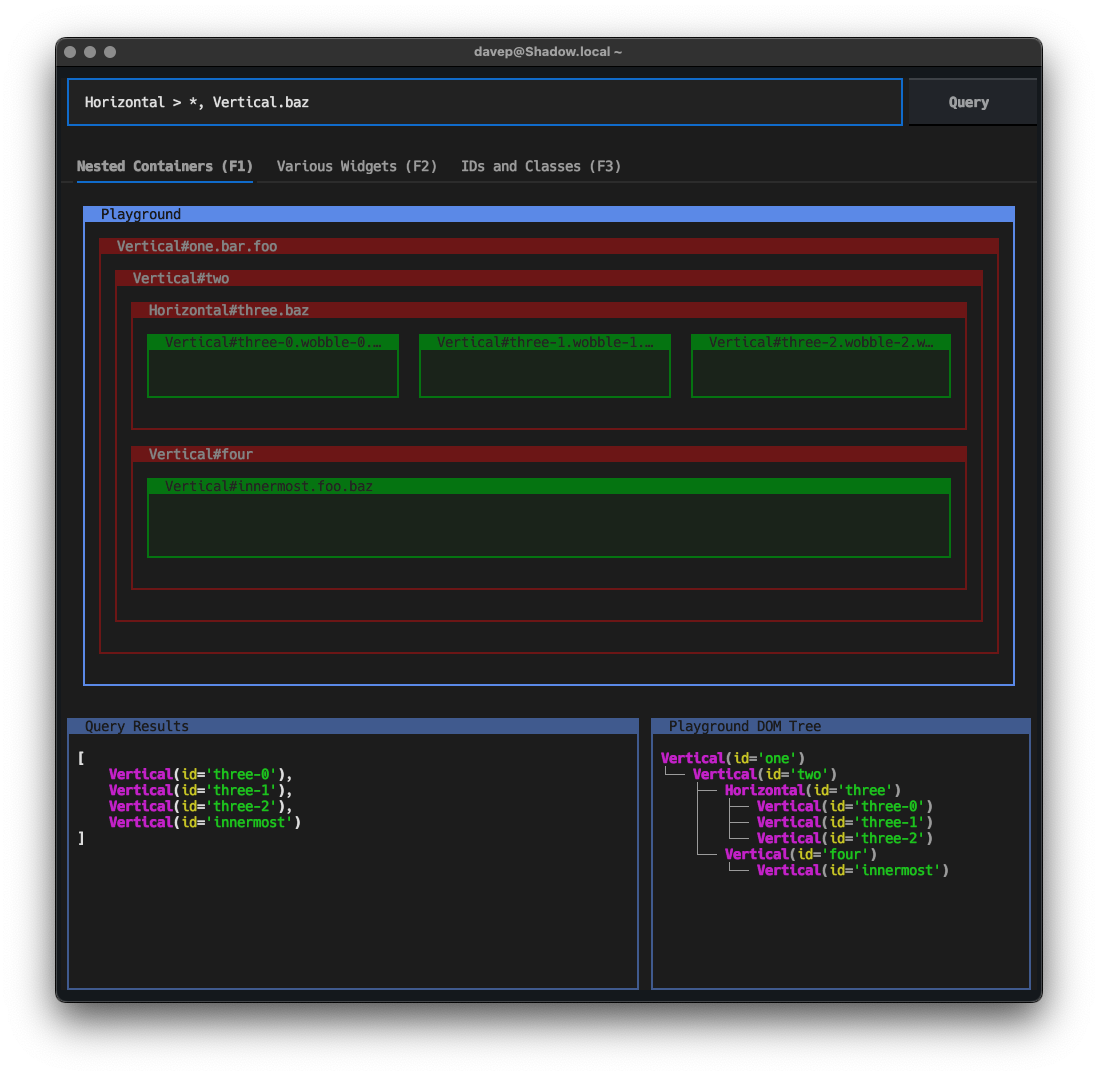 davep@Shadow.local ~
Horizontal > *, Vertical.baz
Query
Nested Containers (F1) Various Widgets (F2) IDs and Classes (F3)
Playground
Vertical#one.bar.foo
Vertical#two
Horizontal#three.baz
Vertical#three-0.wobble-0.… Vertical#three-1.wobble-1.… Vertical#three-2.wobble-2.w…
Vertical#four
Vertical#innermost.foo.baz
Query Results
[
    Vertical(id='three-0'),
    Vertical(id='three-1'),
    Vertical(id='three-2'),
    Vertical(id='innermost')
]
Playground DOM Tree
Vertical(id='one')
└── Vertical(id='two')
    ├── Horizontal(id='three')
    │   ├── Vertical(id='three-0')
    │   ├── Vertical(id='three-1')
    │   └── Vertical(id='three-2')
    └── Vertical(id='four')
        └── Vertical(id='innermost')